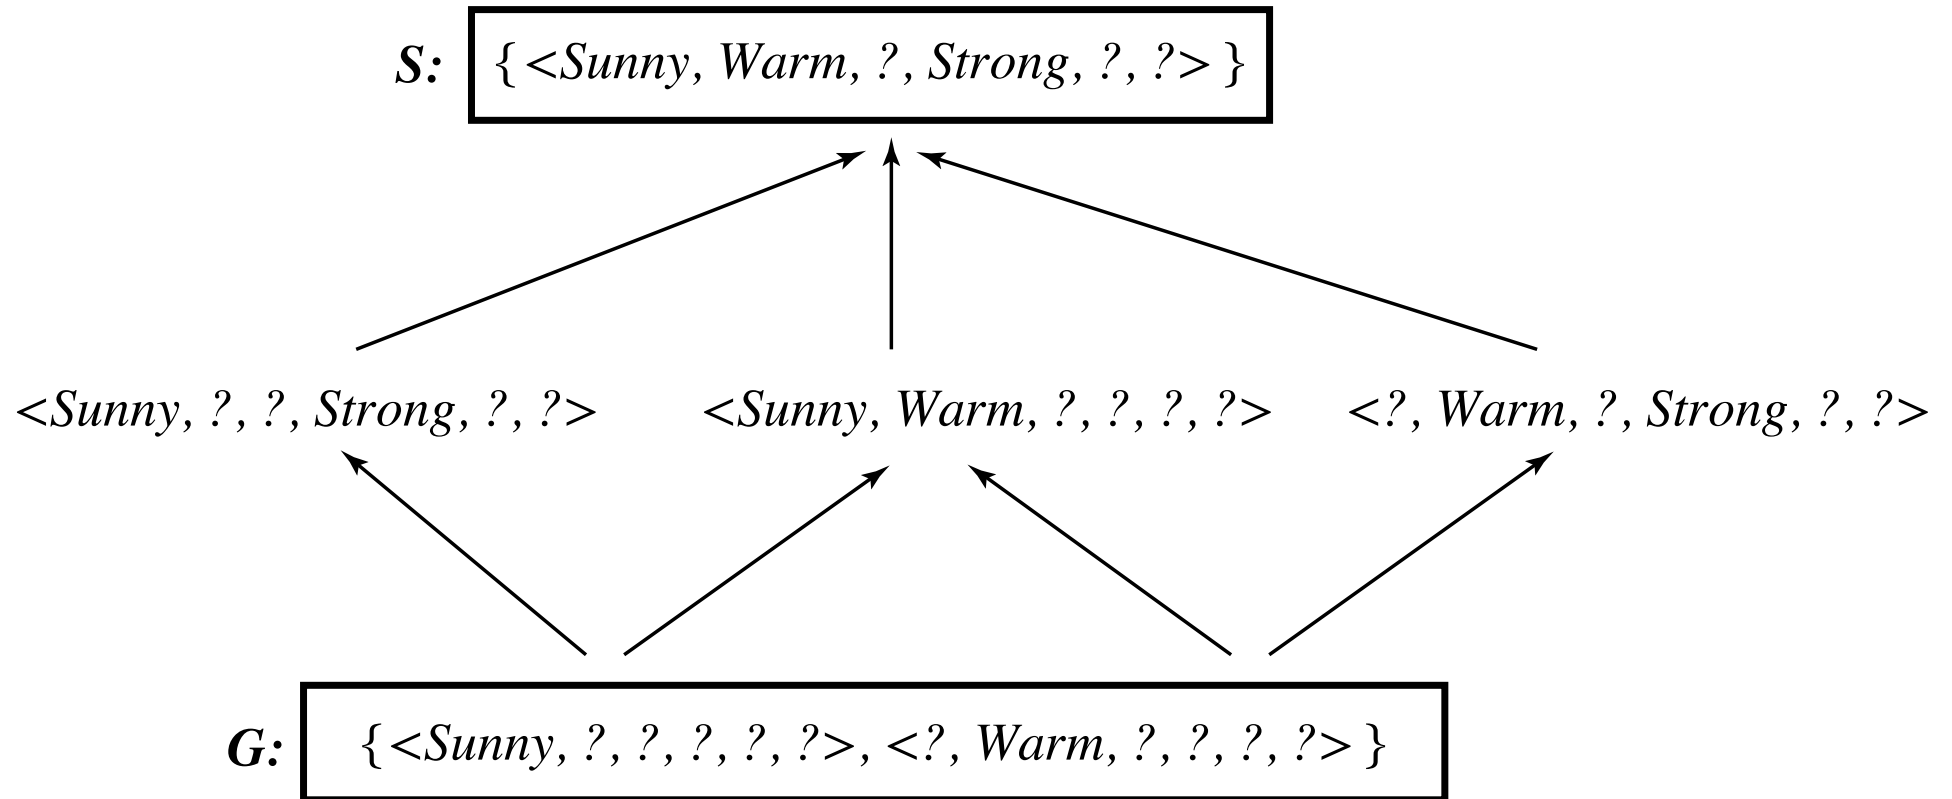 S: { <Sunny, Warm, ?, Strong, ?, ?> }
<Sunny, ?, ?, Strong, ?, ?> <Sunny, Warm, ?, ?, ?, ?> <?, Warm, ?, Strong, ?, ?>
G: { <Sunny, ?, ?, ?, ?, ?>, <?, Warm, ?, ?, ?, ?> }